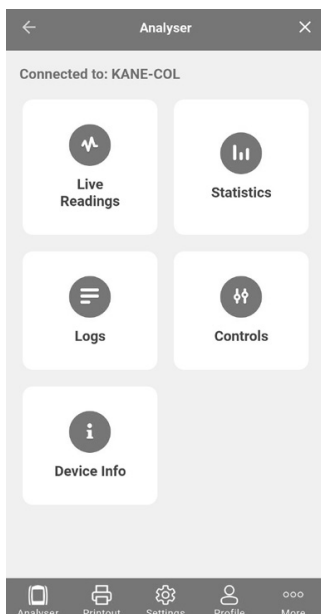 Analyser
Connected to: KANE-COL
Live
Readings
Statistics
Logs
Controls
Device Info
Analyser Printout Settings Profile More